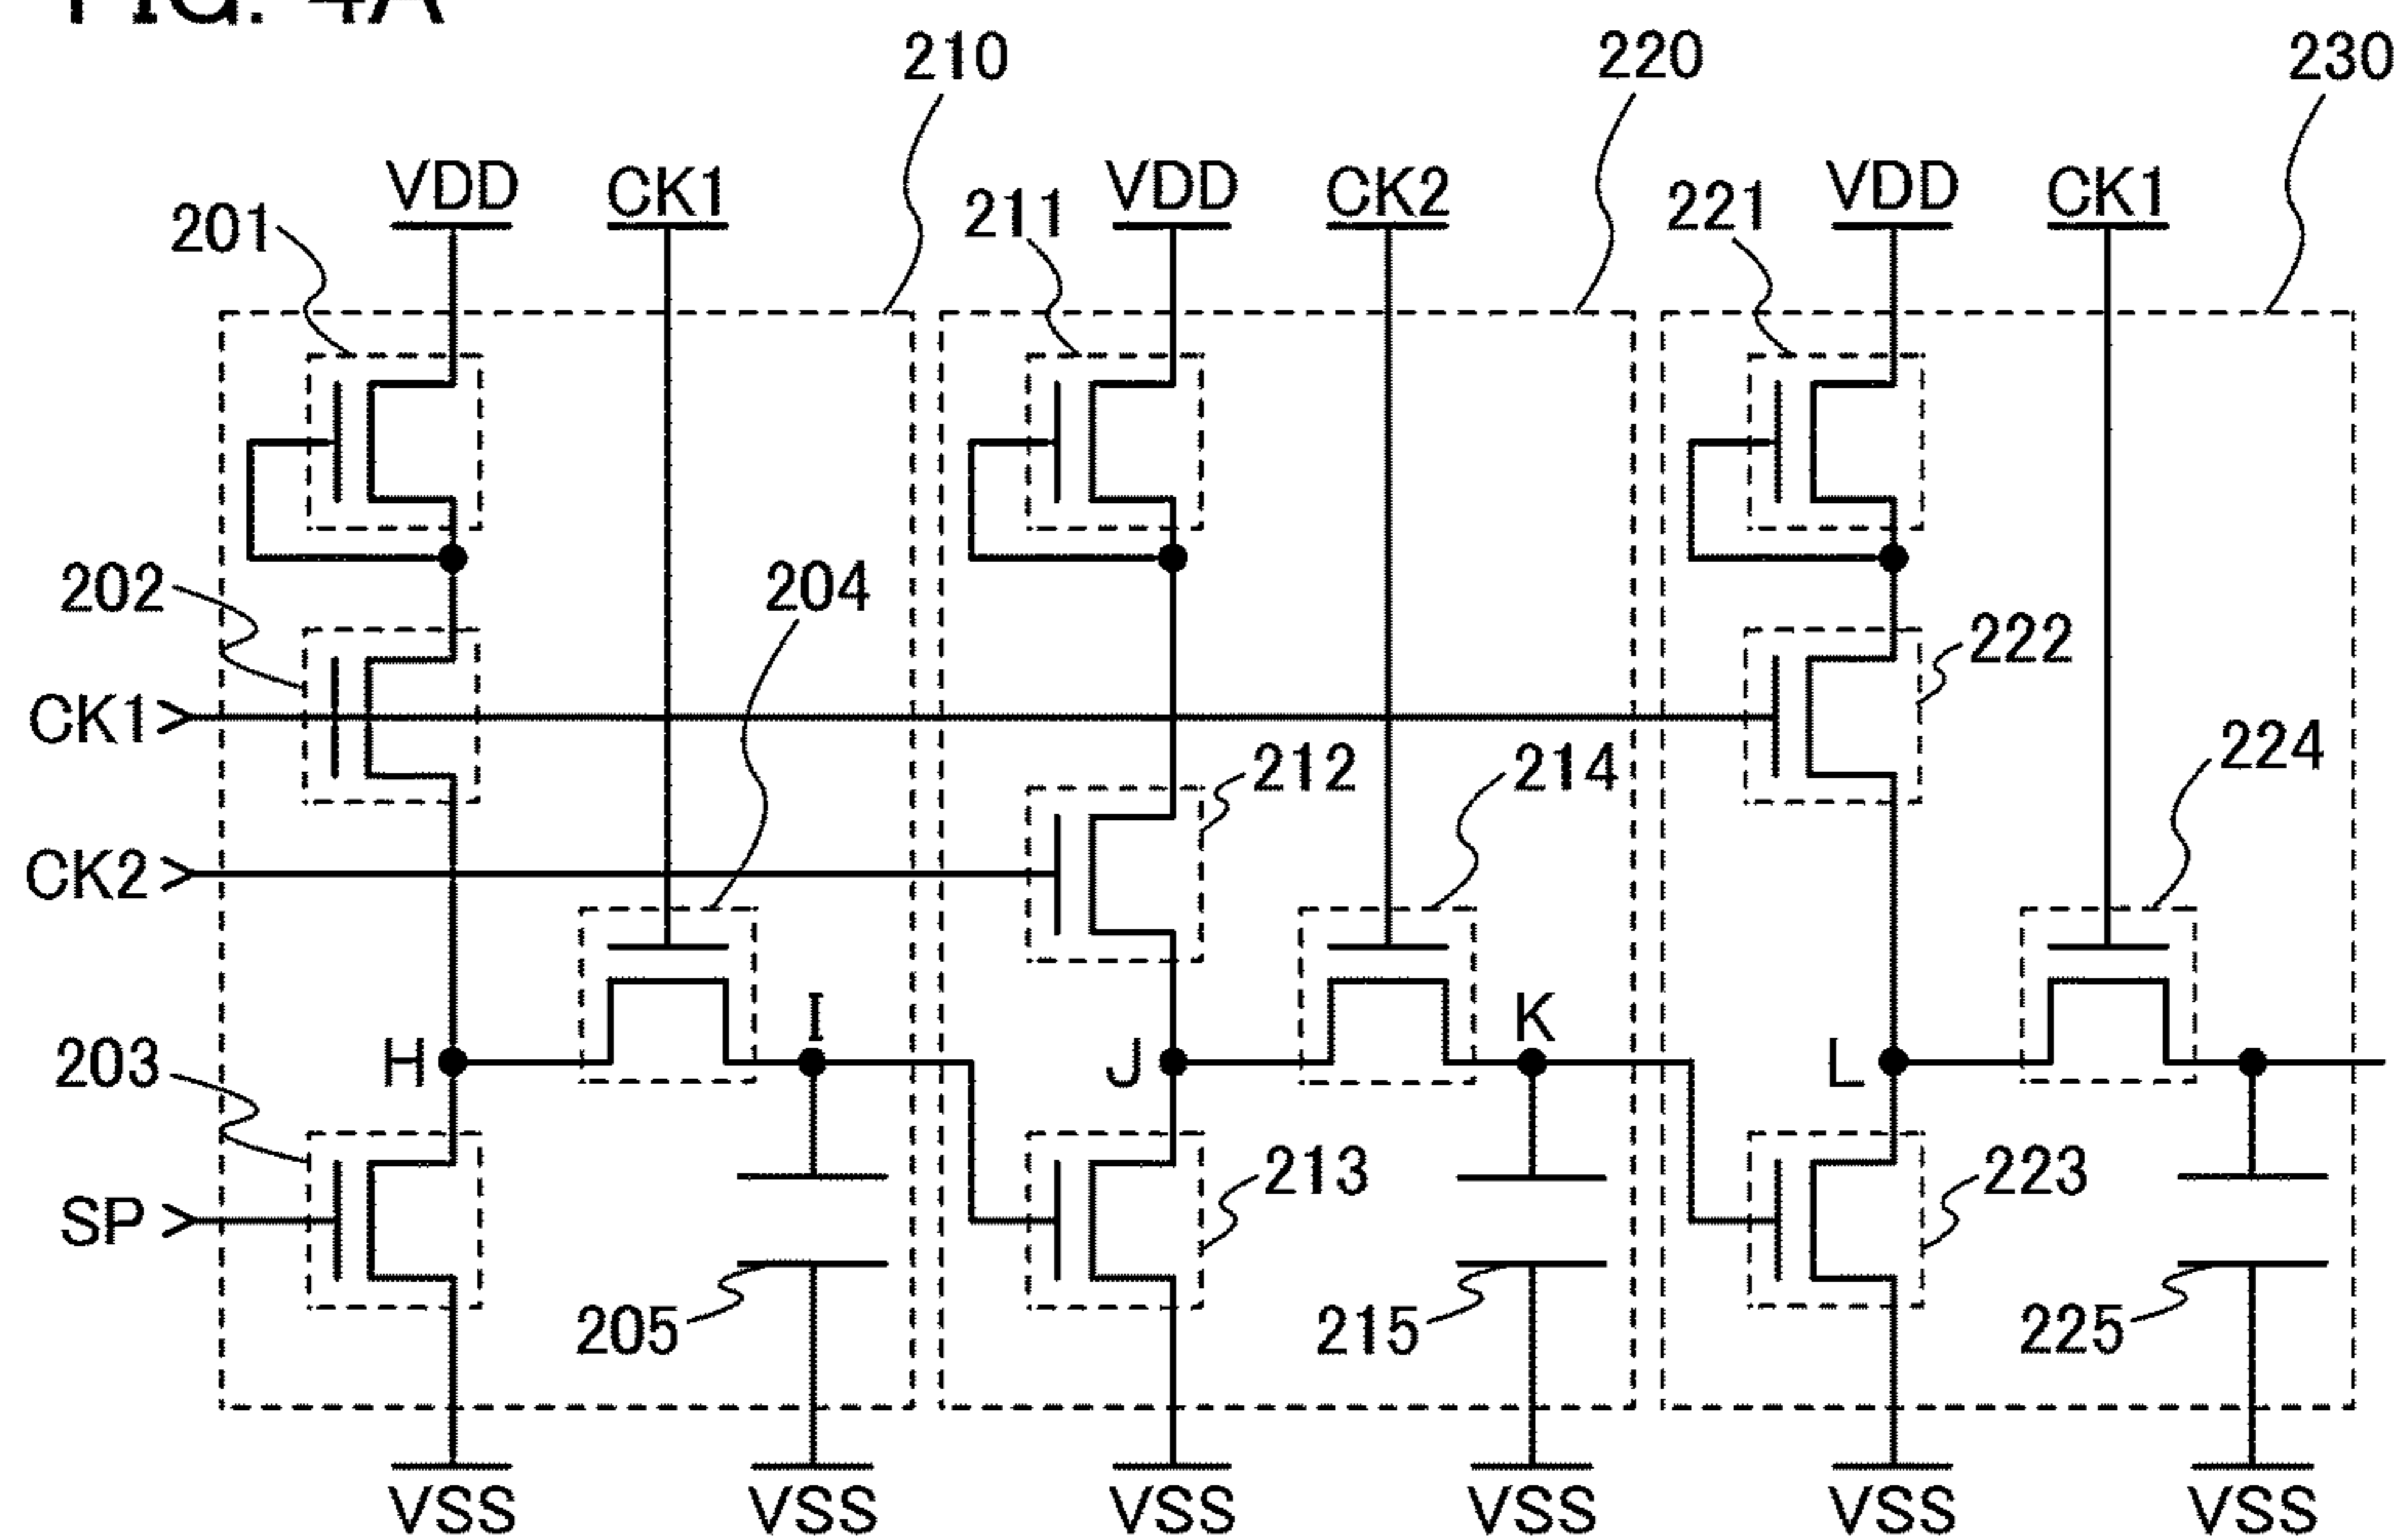 FIG. 4A
210 220 230
VDD CK1 VDD CK2 VDD CK1
201 211 221
202 204 222
CK1
212 214 224
CK2
H I J K L
203 213 223
SP
205 215 225
VSS VSS VSS VSS VSS VSS